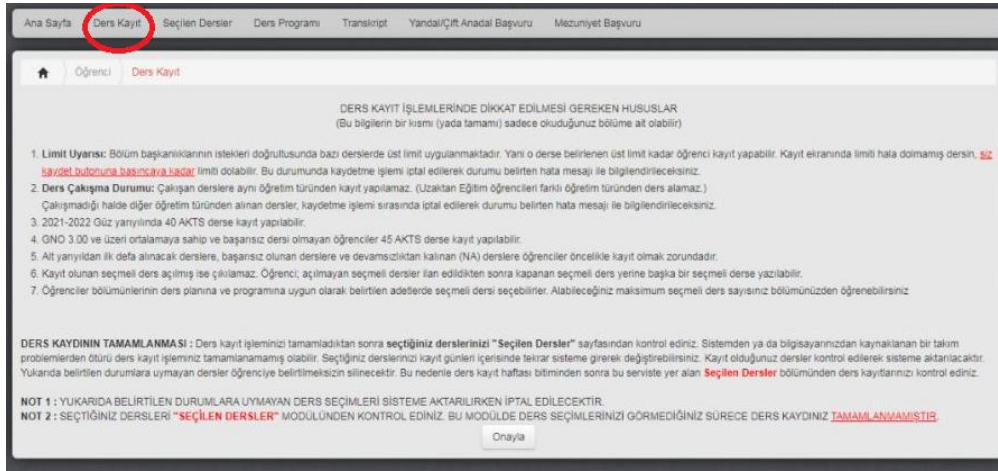 Ana Sayfa Ders Kayıt Seçilen Dersler Ders Programı Transkript Yandal/Çift Anadal Başvuru Mezuniyet Başvuru
Öğrenci Ders Kayıt
DERS KAYIT İŞLEMLERİNDE DİKKAT EDİLMESİ GEREKEN HUSUSLAR
(Bu bilgilerin bir kısmı (yada tamamı) sadece okuduğunuz bölüme ait olabilir)
1. Limit Uyarısı: Bölüm başkanlıklarının istekleri doğrultusunda bazı derslerde üst limit uygulanmaktadır. Yani o derse belirlenen üst limit kadar öğrenci kayıt yapabilir. Kayıt ekranında limiti hala dolmamış dersin, siz
kaydet butonuna basıncaya kadar limiti dolabilir. Bu durumunda kaydetme işlemi iptal edilerek durumu belirten hata mesajı ile bilgilendirileceksiniz.
2. Ders Çakışma Durumu: Çakışan derslere aynı öğretim türünden kayıt yapılamaz. (Uzaktan Eğitim öğrencileri farklı öğretim türünden ders alamaz.)
Çakışmadığı halde diğer öğretim türünden alınan dersler, kaydetme işlemi sırasında iptal edilerek durumu belirten hata mesajı ile bilgilendirileceksiniz.
3. 2021-2022 Güz yarıyılında 40 AKTS derse kayıt yapılabilir.
4. GNO 3.00 ve üzeri ortalamaya sahip ve başarısız dersi olmayan öğrenciler 45 AKTS derse kayıt yapılabilir.
5. Alt yarıyıldan ilk defa alınacak derslere, başarısız olunan derslere ve devamsızlıktan kalınan (NA) derslere öğrenciler öncelikle kayıt olmak zorundadır.
6. Kayıt olunan seçmeli ders açılmış ise çıkılamaz. Öğrenci; açılmayan seçmeli dersler ilan edildikten sonra kapanan seçmeli ders yerine başka bir seçmeli derse yazılabilir.
7. Öğrenciler bölümünlerinin ders planına ve programına uygun olarak belirtilen adetlerde seçmeli dersi seçebilirler. Alabileceğiniz maksimum seçmeli ders sayısınız bölümünüzden öğrenebilirsiniz
DERS KAYDININ TAMAMLANMASI : Ders kayıt işleminizi tamamladıktan sonra seçtiğiniz derslerinizi "Seçilen Dersler" sayfasından kontrol ediniz. Sistemden ya da bilgisayarınızdan kaynaklanan bir takım
problemlerden ötürü ders kayıt işleminiz tamamlanamamış olabilir. Seçtiğiniz derslerinizi kayıt günleri içerisinde tekrar sisteme girerek değiştirebilirsiniz. Kayıt olduğunuz dersler kontrol edilerek sisteme aktarılacaktır.
Yukarıda belirtilen durumlara uymayan dersler öğrenciye belirtilmeksizin silinecektir. Bu nedenle ders kayıt haftası bitiminden sonra bu serviste yer alan Seçilen Dersler bölümünden ders kayıtlarınızı kontrol ediniz.
NOT 1 : YUKARIDA BELİRTİLEN DURUMLARA UYMAYAN DERS SEÇİMLERİ SİSTEME AKTARILIRKEN İPTAL EDİLECEKTİR.
NOT 2 : SEÇTİĞİNİZ DERSLERİ "SEÇİLEN DERSLER" MODÜLÜNDEN KONTROL EDİNİZ. BU MODÜLDE DERS SEÇİMLERİNİZİ GÖRMEDİĞİNİZ SÜRECE DERS KAYDINIZ TAMAMLANMAMIŞTIR.
Onayla